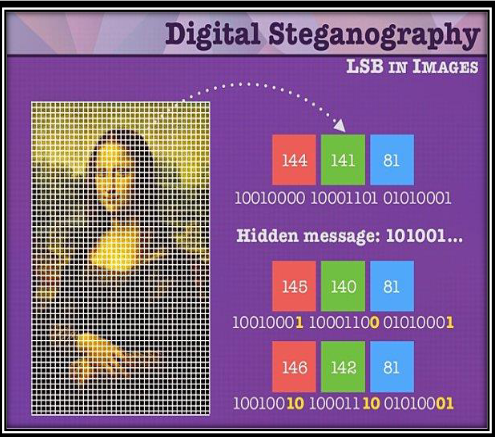 Digital Steganography
LSB IN IMAGES
144 141 81
10010000 10001101 01010001
Hidden message: 101001...
145 140 81
10010001 10001100 01010001
146 142 81
10010010 10001110 01010001